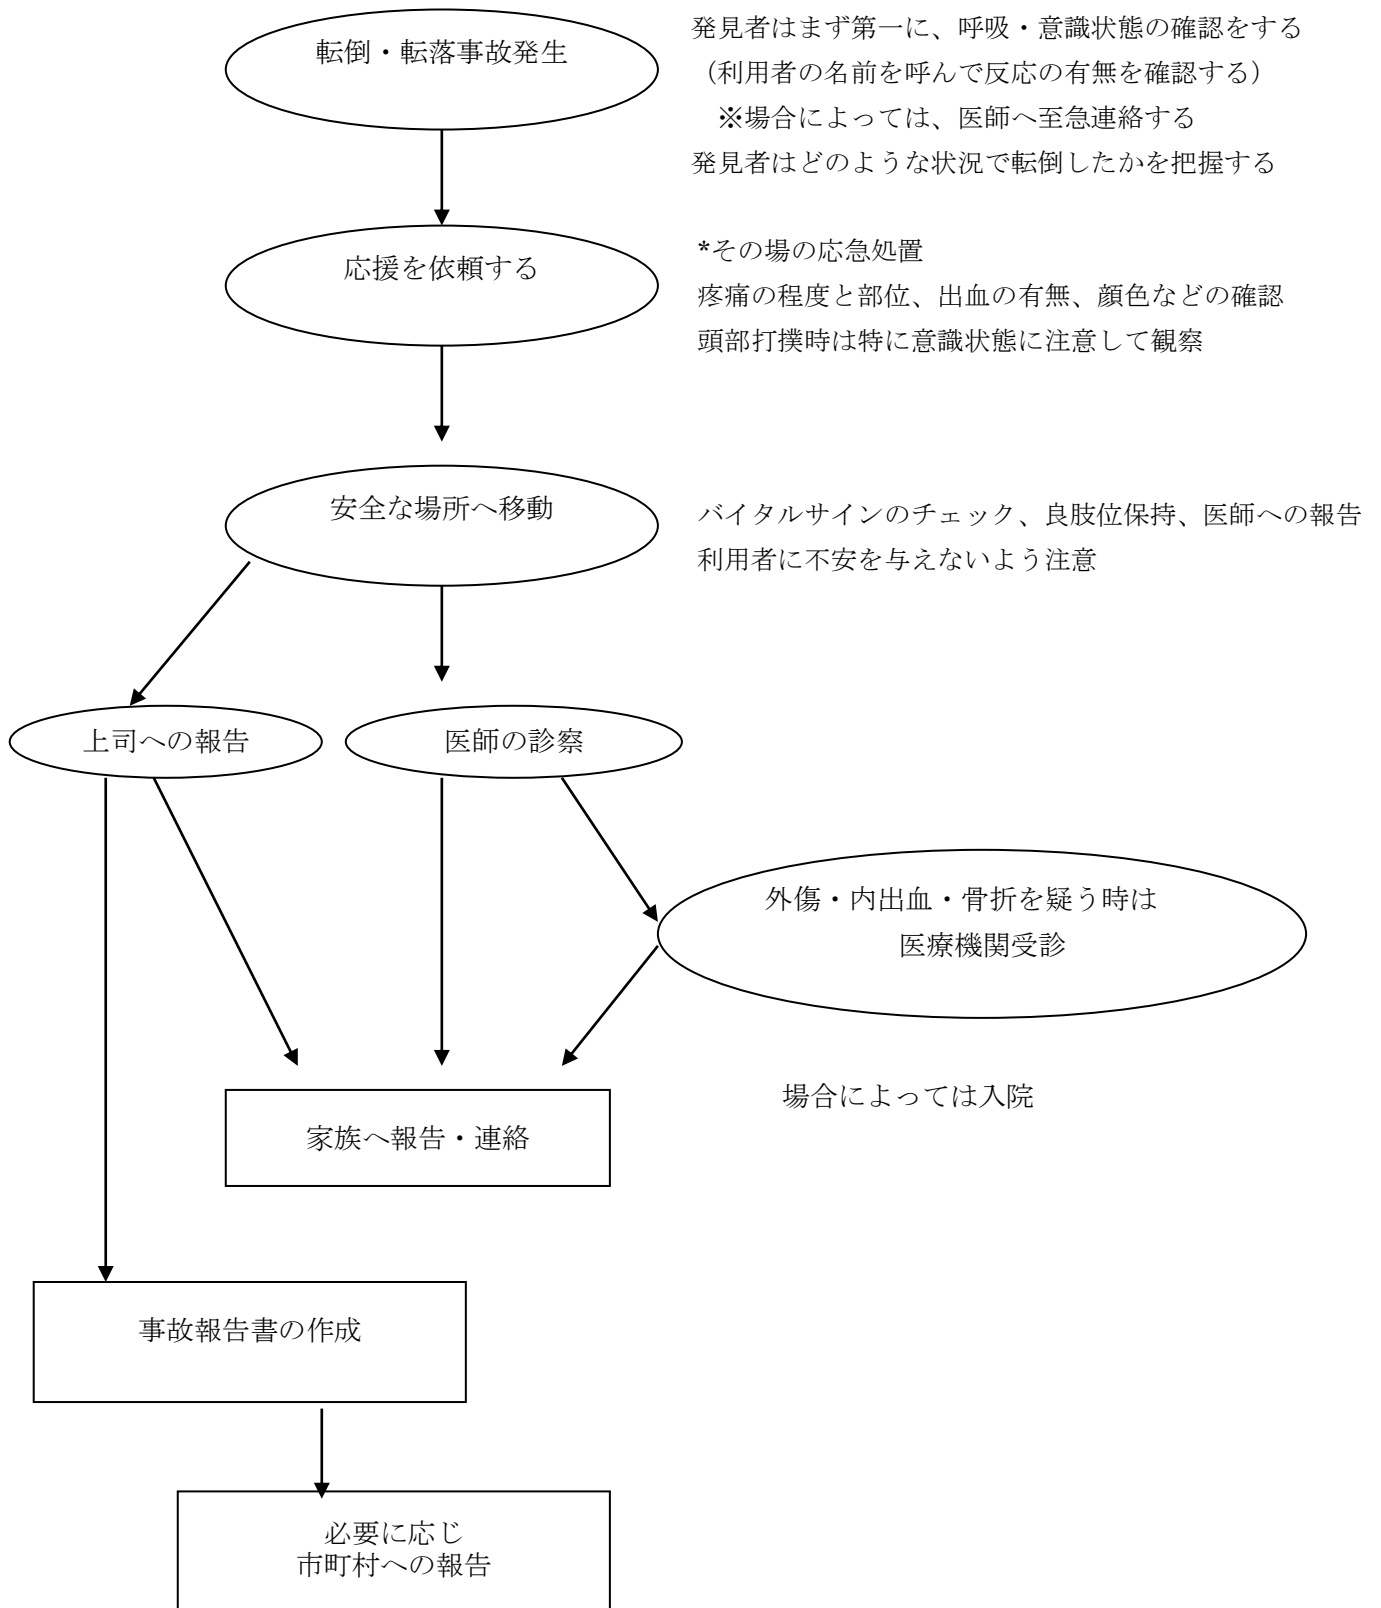 転倒・転落事故発生
発見者はまず第一に、呼吸・意識状態の確認をする
（利用者の名前を呼んで反応の有無を確認する）
※場合によっては、医師へ至急連絡する
発見者はどのような状況で転倒したかを把握する
応援を依頼する
*その場の応急処置
疼痛の程度と部位、出血の有無、顔色などの確認
頭部打撲時は特に意識状態に注意して観察
安全な場所へ移動
バイタルサインのチェック、良肢位保持、医師への報告
利用者に不安を与えないよう注意
上司への報告
医師の診察
外傷・内出血・骨折を疑う時は
医療機関受診
場合によっては入院
家族へ報告・連絡
事故報告書の作成
必要に応じ
市町村への報告